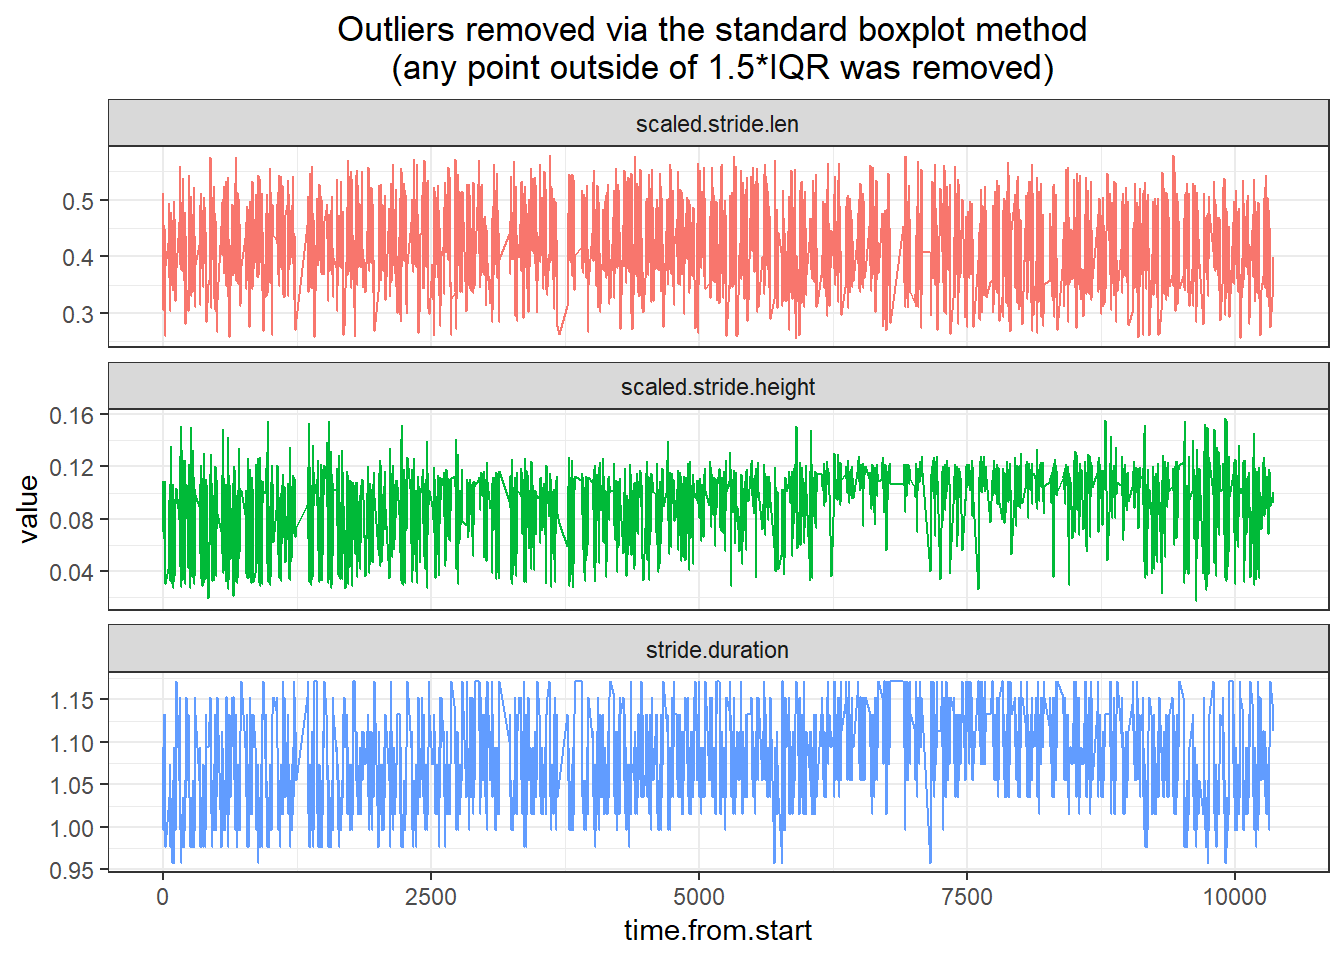 Outliers removed via the standard boxplot method
(any point outside of 1.5*IQR was removed)
scaled.stride.len
0.5
0.4
0.3
scaled.stride.height
0.16
0.12
0.08
0.04
value
stride.duration
1.15
1.10
1.05
1.00
0.95
0 2500 5000 7500 10000
time.from.start